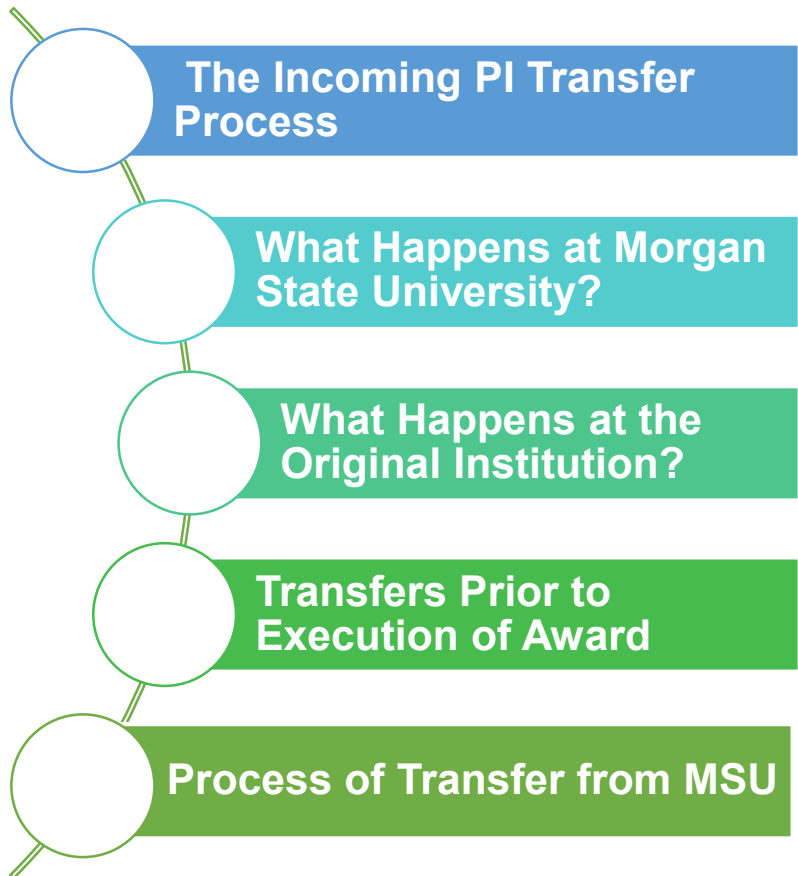 The Incoming PI Transfer
Process
What Happens at Morgan
State University?
What Happens at the
Original Institution?
Transfers Prior to
Execution of Award
Process of Transfer from MSU